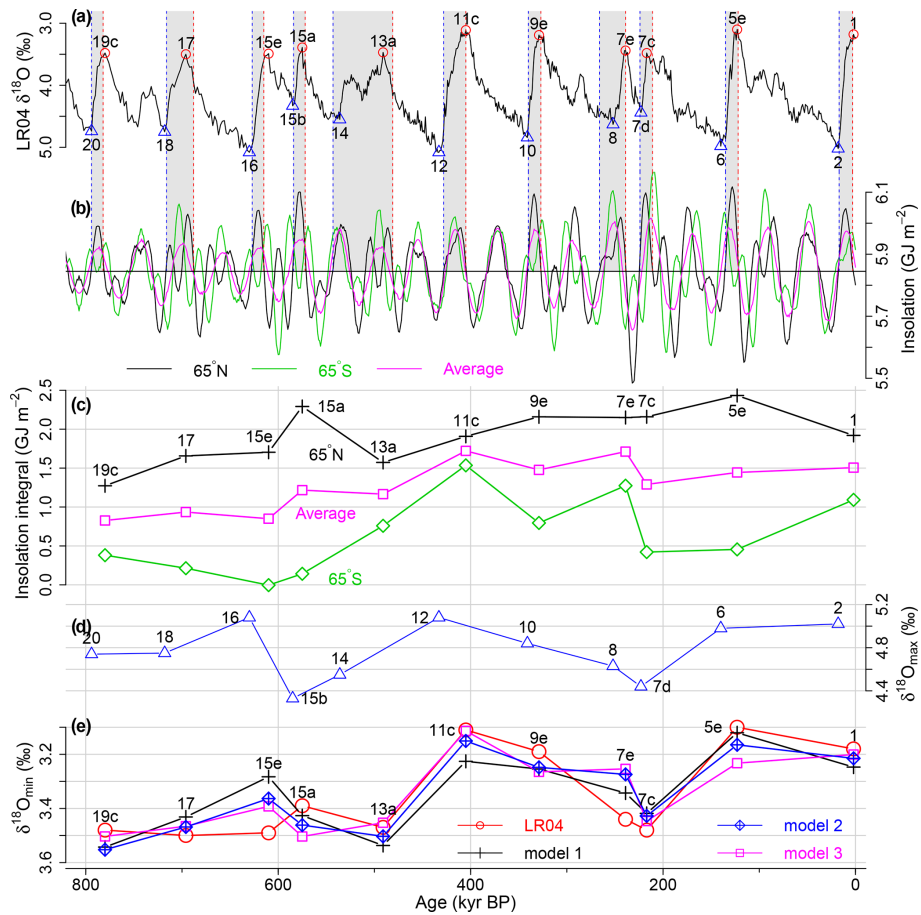 (a)
LR04 δ18O (‰)
3.0
4.0
5.0
19c 17 15e 15a 13a 11c 9e 7e 7c 5e 1
20 18 16 15b 14 12 10 8 7d 6 2
(b)
6.1
5.9
5.7
5.5
Insolation (GJ m−2)
65°N 65°S Average
(c)
Insolation integral (GJ m−2)
2.5
2.0
1.5
1.0
0.5
0.0
19c 17 15e 15a 13a 11c 9e 7e 7c 5e 1
65°N
Average
65°S
(d)
20 18 16 15b 14 12 10 8 7d 6 2
5.2
4.8
4.4
δ18Omax (‰)
(e)
δ18Omin (‰)
3.2
3.4
3.6
19c 17 15e 15a 13a 11c 9e 7e 7c 5e 1
LR04 model 2
model 1 model 3
800 600 400 200 0
Age (kyr BP)